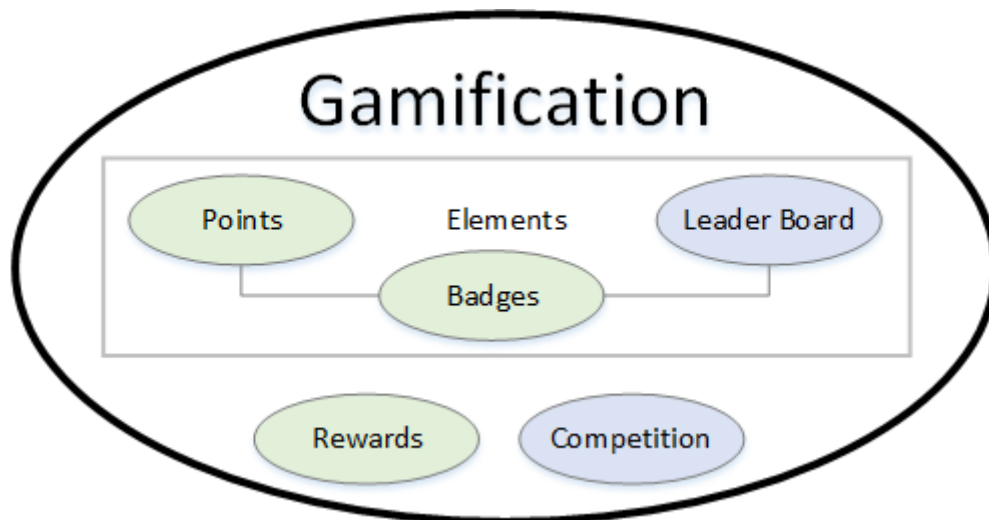 Gamification
Points
Elements
Leader Board
Badges
Rewards
Competition